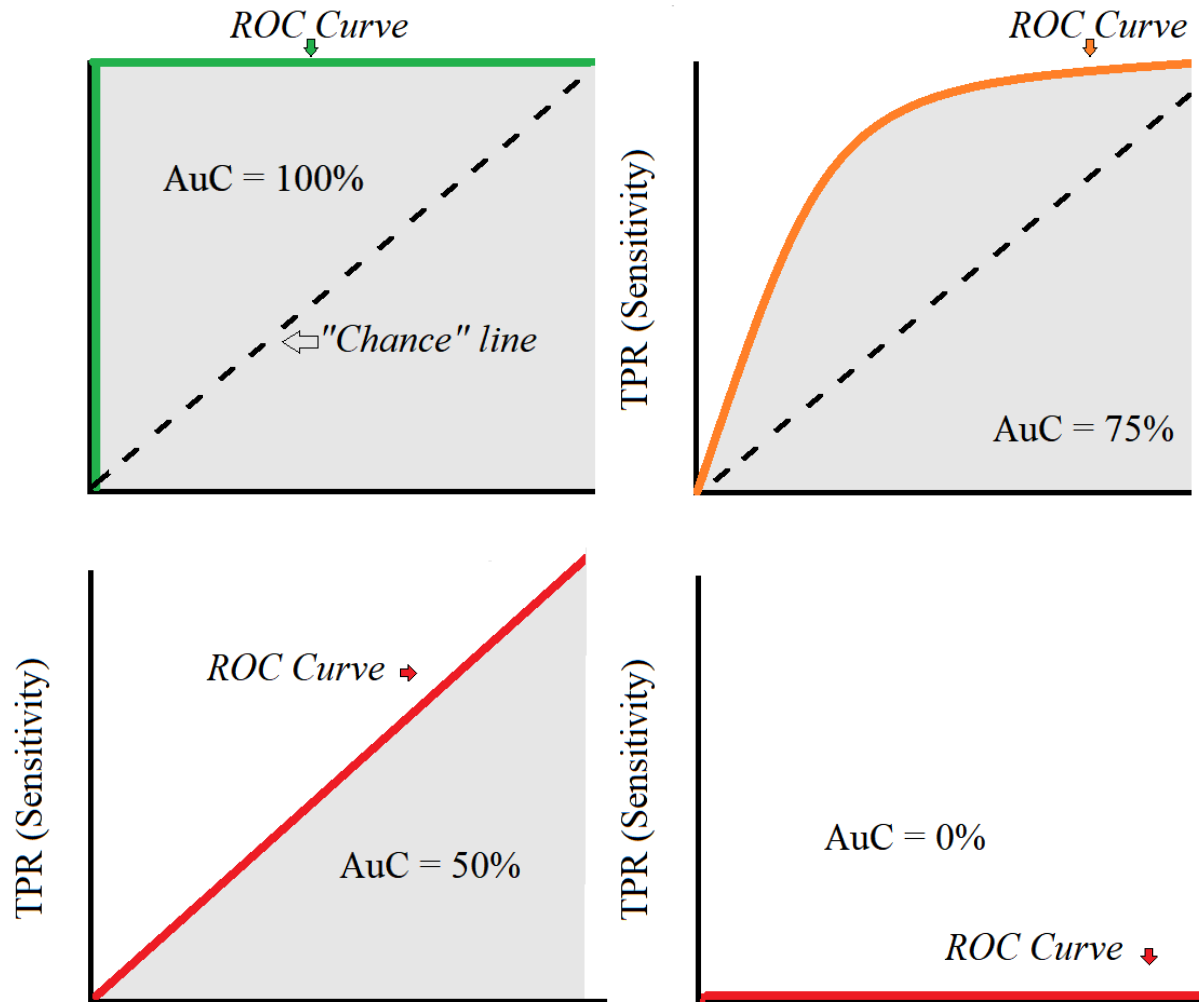 ROC Curve
AuC = 100%
"Chance" line
ROC Curve
TPR (Sensitivity)
AuC = 75%
TPR (Sensitivity)
ROC Curve
AuC = 50%
TPR (Sensitivity)
AuC = 0%
ROC Curve